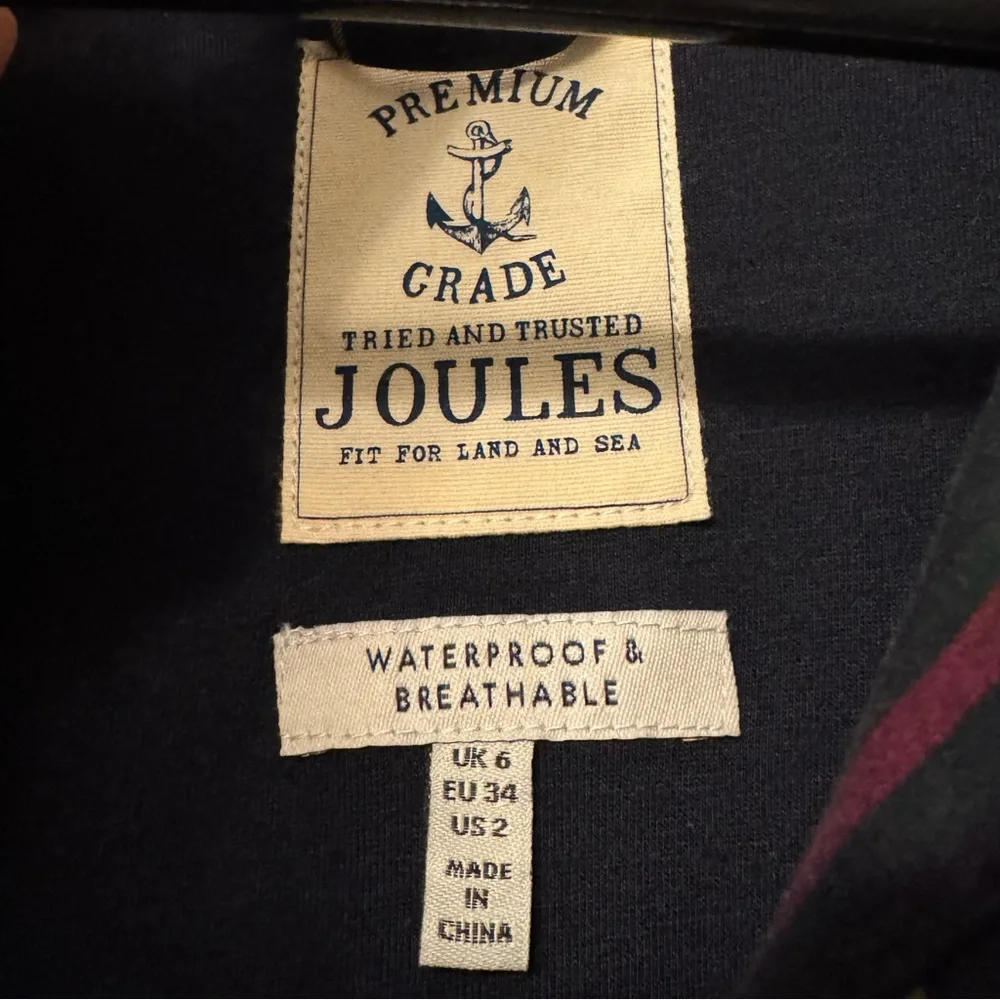 PREMIUM
GRADE
TRIED AND TRUSTED
JOULES
FIT FOR LAND AND SEA
WATERPROOF &
BREATHABLE
UK 6
EU 34
US 2
MADE
IN
CHINA